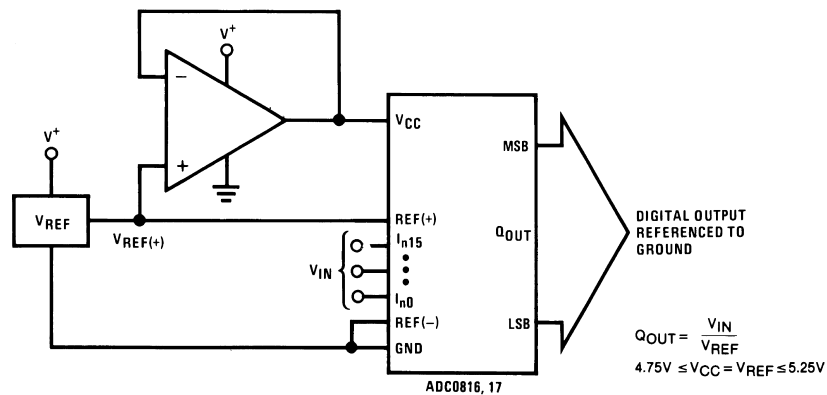 V+
−
V+
+
VREF
VREF(+)
VCC
REF(+)
In15
VIN
In0
REF(−)
GND
MSB
QOUT
LSB
ADC0816, 17
DIGITAL OUTPUT
REFERENCED TO
GROUND
QOUT = VIN / VREF
4.75V ≤ VCC = VREF ≤ 5.25V